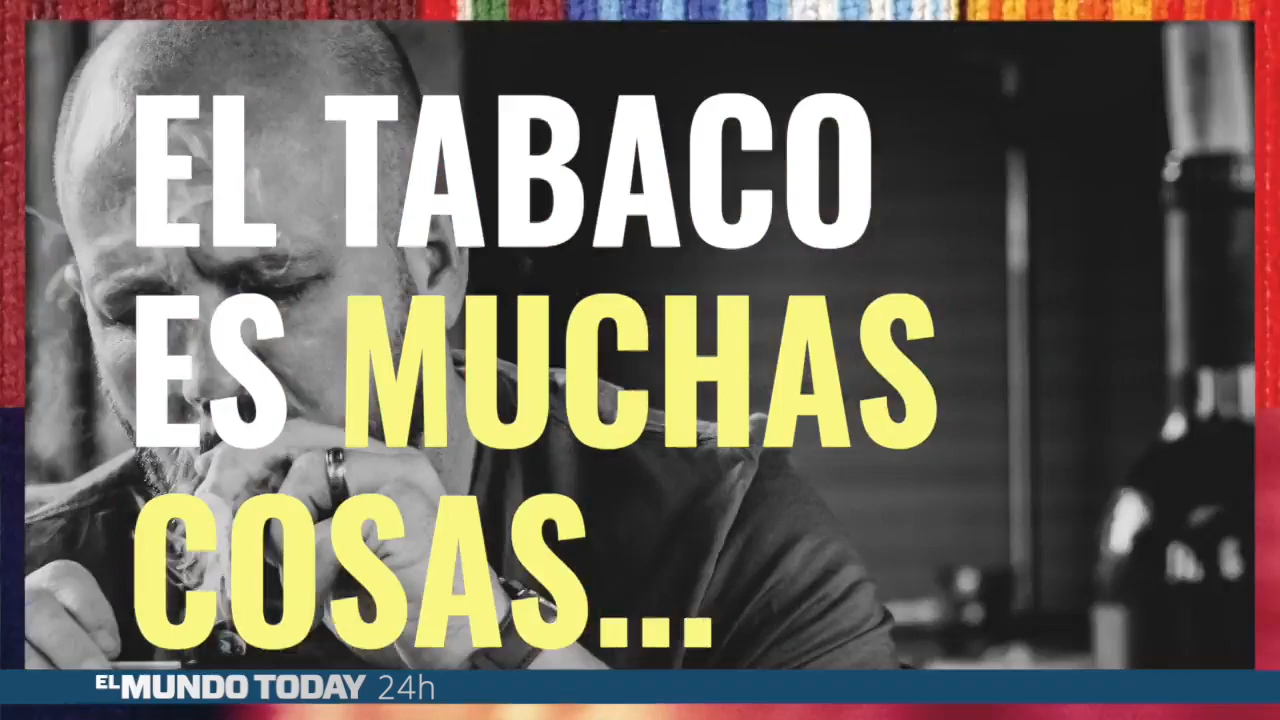 EL TABACO
ES MUCHAS
COSAS...
EL MUNDO TODAY 24h